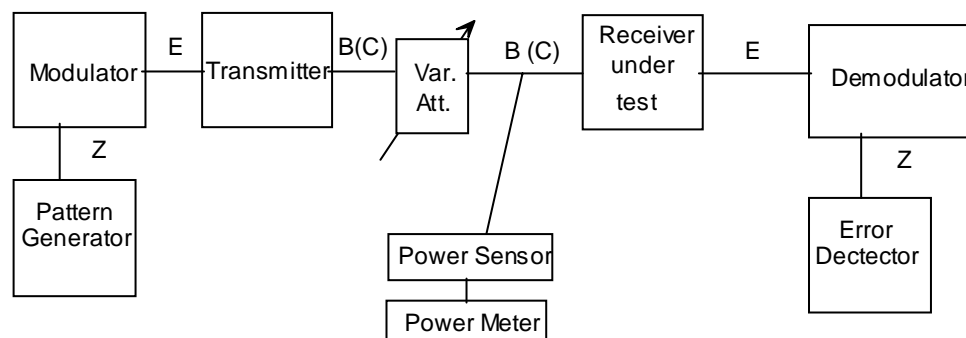 Modulator
E
Transmitter
B(C)
Var.
Att.
B (C)
Receiver
under
test
E
Demodulator
Z
Pattern
Generator
Power Sensor
Power Meter
Z
Error
Dectector